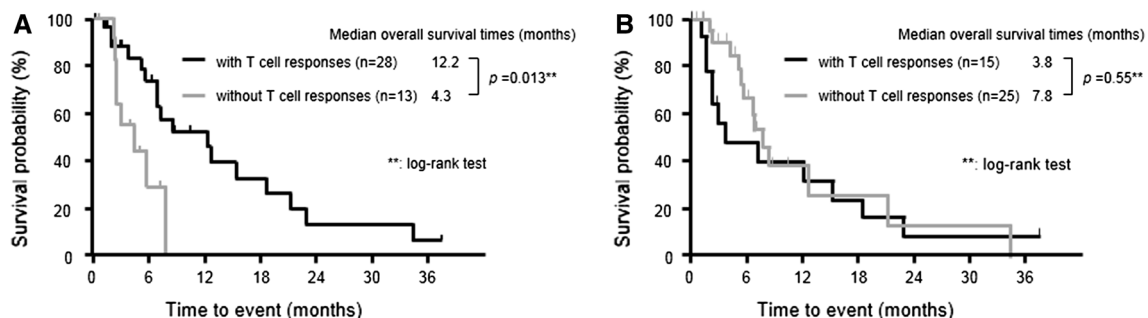 A
Survival probability (%)
100
80
60
40
20
0
Median overall survival times (months)
with T cell responses (n=28) 12.2
without T cell responses (n=13) 4.3
p =0.013**
**: log-rank test
0 6 12 18 24 30 36
Time to event (months)
B
Survival probability (%)
100
80
60
40
20
0
Median overall survival times (months)
with T cell responses (n=15) 3.8
without T cell responses (n=25) 7.8
p =0.55**
**: log-rank test
0 6 12 18 24 30 36
Time to event (months)